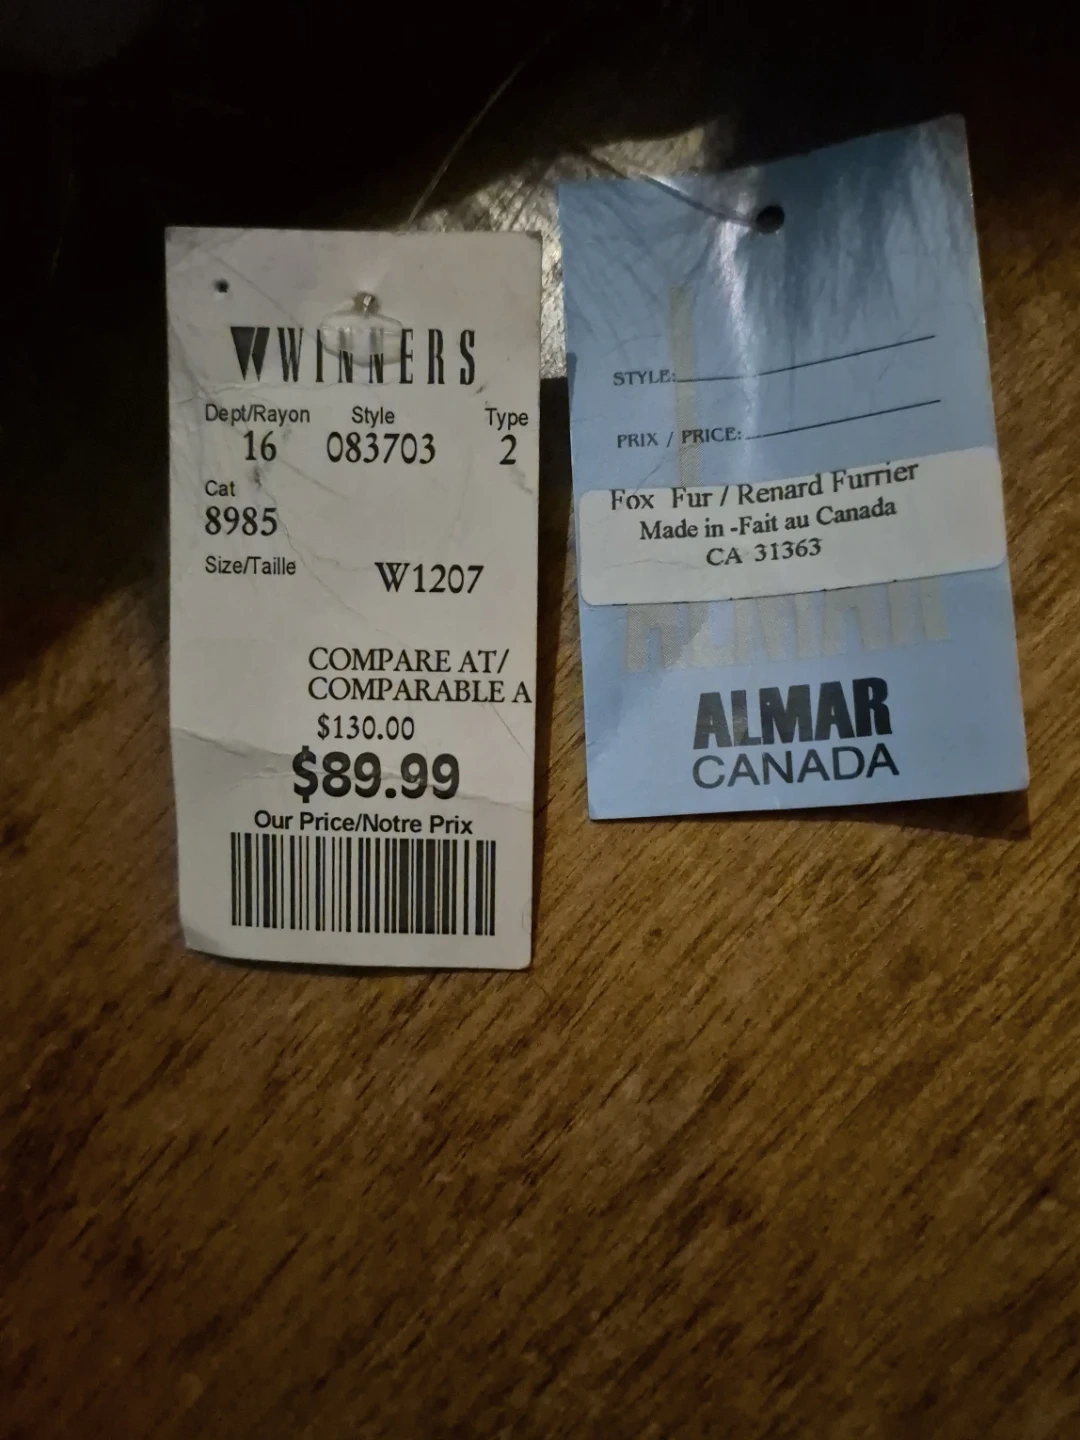 WINNERS
Dept/Rayon Style Type
16 083703 2
Cat
8985
Size/Taille W1207
COMPARE AT/
COMPARABLE A
$130.00
$89.99
Our Price/Notre Prix
STYLE:
PRIX / PRICE:
Fox Fur / Renard Furrier
Made in -Fait au Canada
CA 31363
ALMAR
ALMAR
CANADA